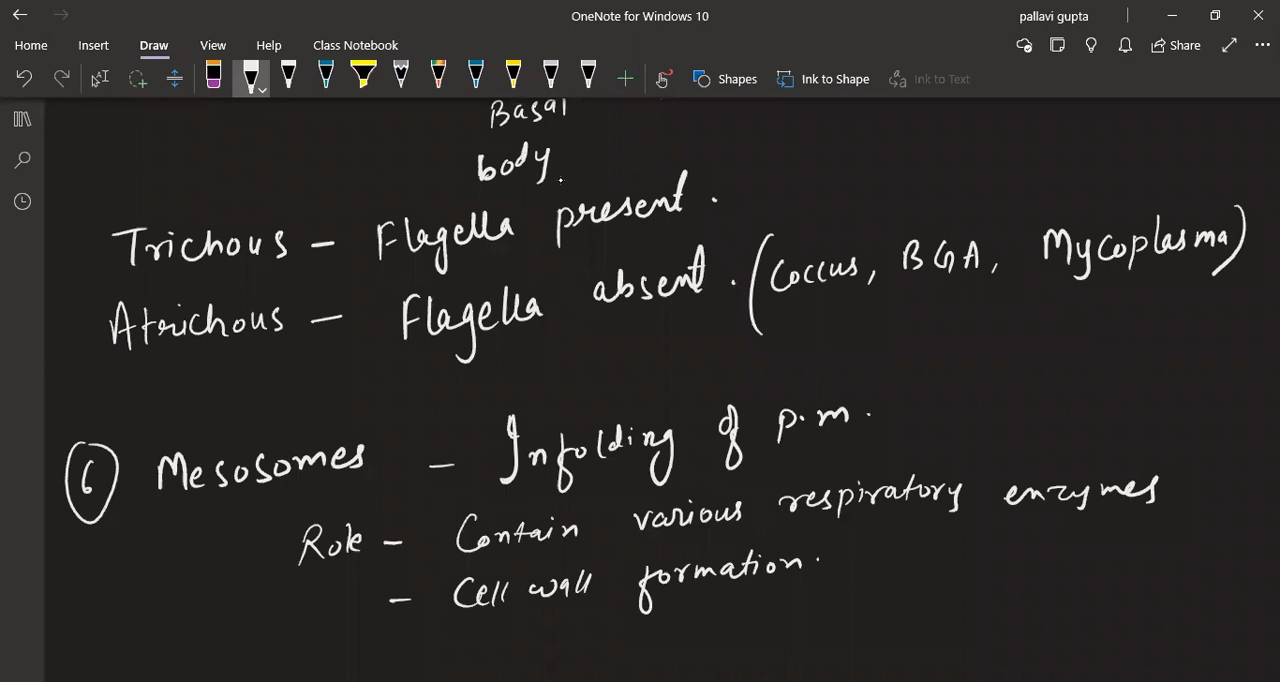 OneNote for Windows 10
pallavi gupta
Home Insert Draw View Help Class Notebook
Share
Shapes Ink to Shape Ink to Text
Basal
body
Trichous - Flagella present.
Atrichous - Flagella absent. (Coccus, BGA, Mycoplasma)
6 Mesosomes - Infolding of p.m.
Role - Contain various respiratory enzymes
- Cell wall formation.